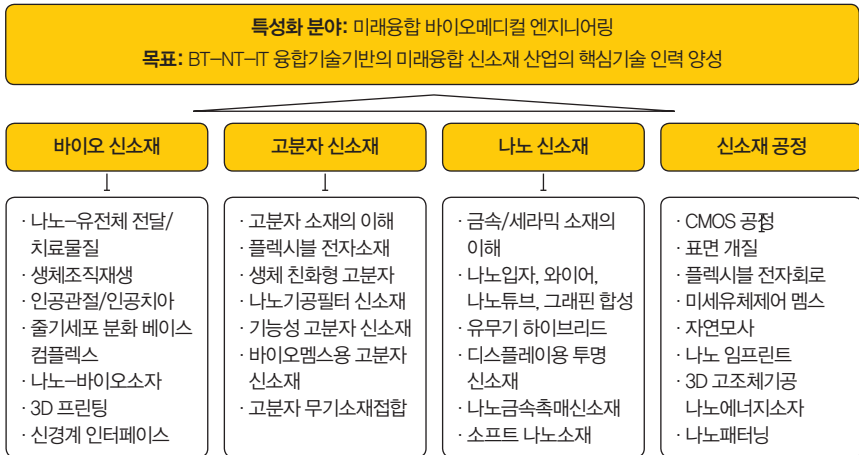 특성화 분야: 미래융합 바이오메디컬 엔지니어링
목표: BT-NT-IT 융합기술기반의 미래융합 신소재 산업의 핵심기술 인력 양성
바이오 신소재
· 나노-유전체 전달/
치료물질
· 생체조직재생
· 인공관절/인공치아
· 줄기세포 분화 베이스
컴플렉스
· 나노-바이오소자
· 3D 프린팅
· 신경계 인터페이스
고분자 신소재
· 고분자 소재의 이해
· 플렉시블 전자소재
· 생체 친화형 고분자
· 나노기공필터 신소재
· 기능성 고분자 신소재
· 바이오멤스용 고분자
신소재
· 고분자 무기소재접합
나노 신소재
· 금속/세라믹 소재의
이해
· 나노입자, 와이어,
나노튜브, 그래핀 합성
· 유무기 하이브리드
· 디스플레이용 투명
신소재
· 나노금속촉매신소재
· 소프트 나노소재
신소재 공정
· CMOS 공정
· 표면 개질
· 플렉시블 전자회로
· 미세유체제어 멤스
· 자연모사
· 나노 임프린트
· 3D 고조체기공
나노에너지소자
· 나노패터닝